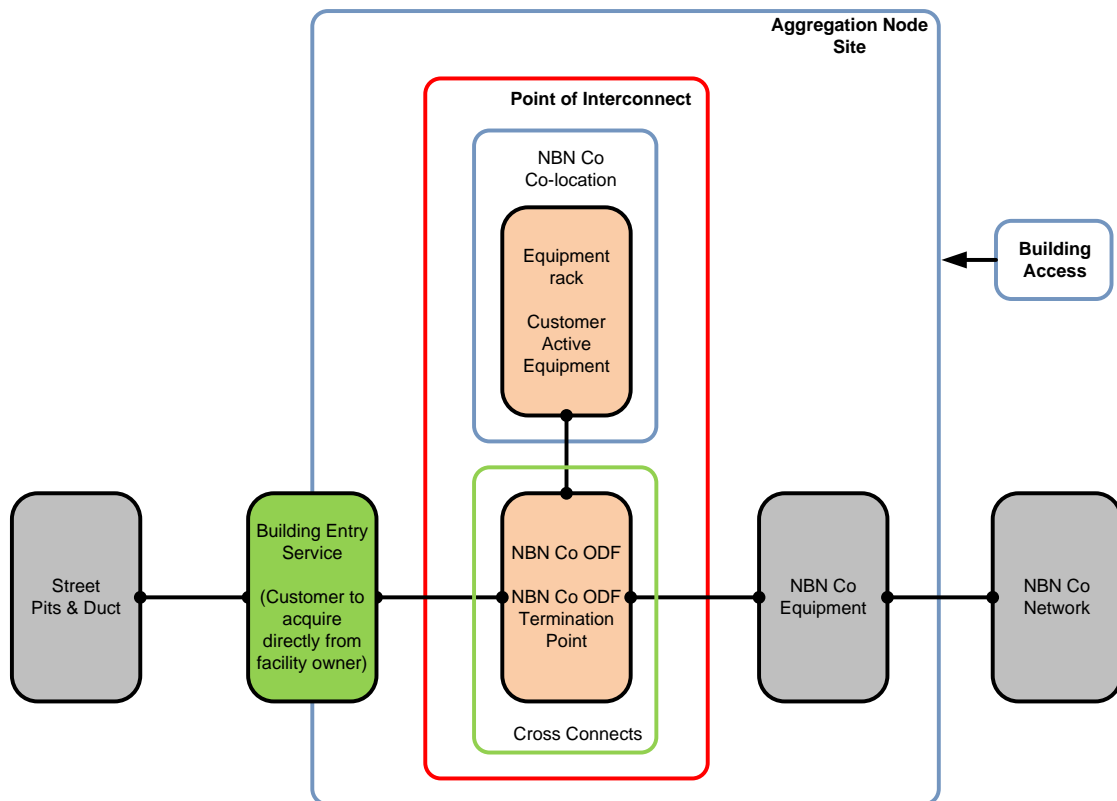 Aggregation Node
Site
Point of Interconnect
NBN Co
Co-location
Equipment
rack
Customer
Active
Equipment
Building
Access
Street
Pits & Duct
Building Entry
Service
(Customer to
acquire
directly from
facility owner)
NBN Co ODF
NBN Co ODF
Termination
Point
Cross Connects
NBN Co
Equipment
NBN Co
Network